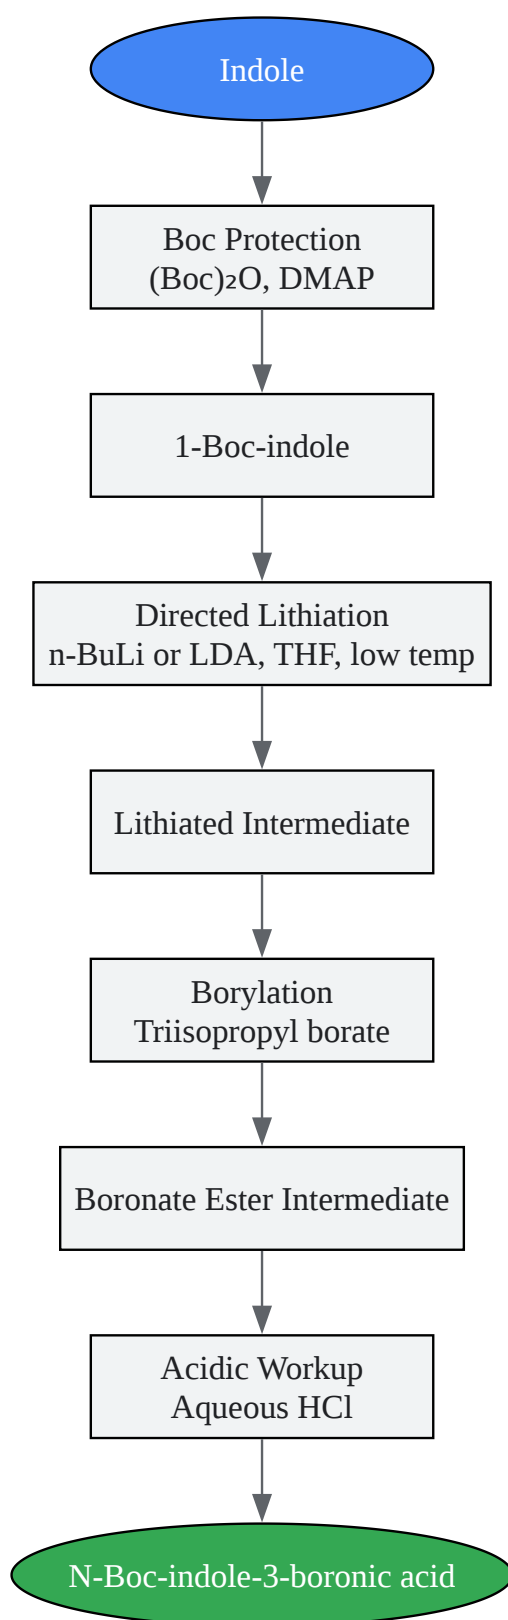 Indole
Boc Protection
(Boc)₂O, DMAP
1-Boc-indole
Directed Lithiation
n-BuLi or LDA, THF, low temp
Lithiated Intermediate
Borylation
Triisopropyl borate
Boronate Ester Intermediate
Acidic Workup
Aqueous HCl
N-Boc-indole-3-boronic acid